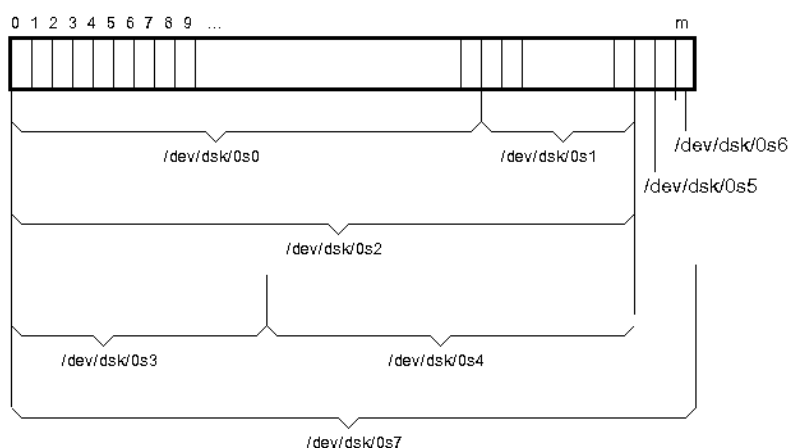 0 1 2 3 4 5 6 7 8 9 ... m
/dev/dsk/0s0
/dev/dsk/0s1
/dev/dsk/0s6
/dev/dsk/0s5
/dev/dsk/0s2
/dev/dsk/0s3
/dev/dsk/0s4
/dev/dsk/0s7